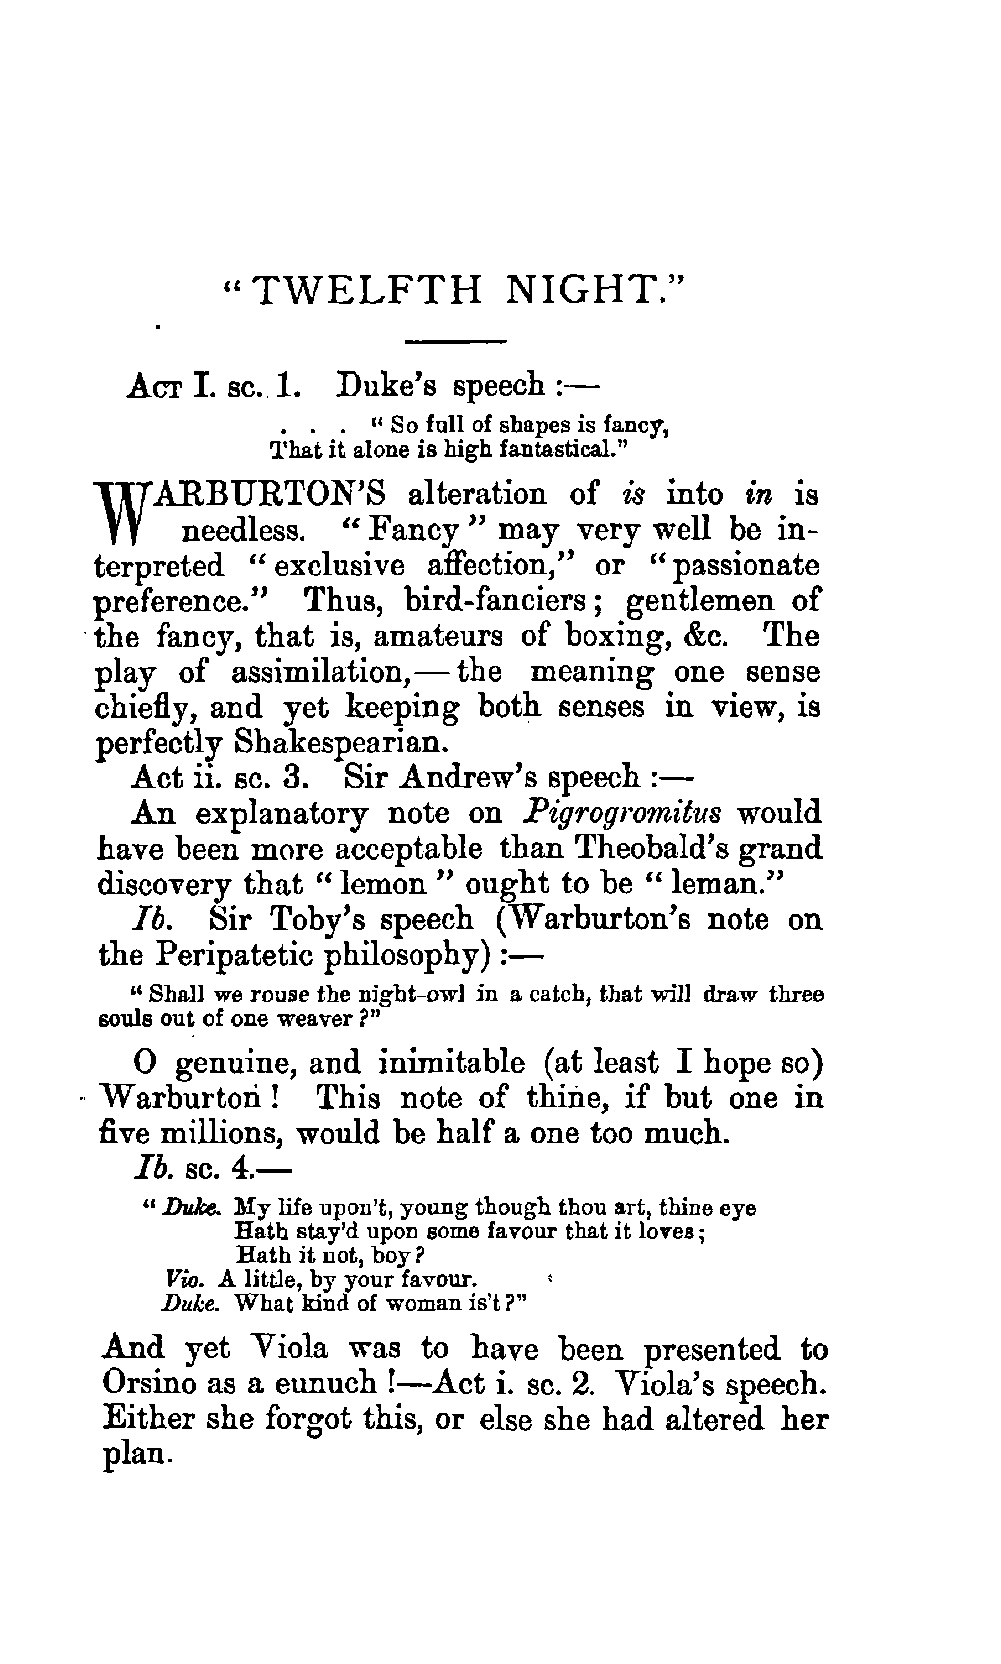 "TWELFTH NIGHT."
ACT I. sc. 1. Duke's speech :—
. . . "So full of shapes is fancy,
That it alone is high fantastical."
WARBURTON'S alteration of is into in is
needless. "Fancy" may very well be in-
terpreted "exclusive affection," or "passionate
preference." Thus, bird-fanciers; gentlemen of
the fancy, that is, amateurs of boxing, &c. The
play of assimilation,—the meaning one sense
chiefly, and yet keeping both senses in view, is
perfectly Shakespearian.
Act ii. sc. 3. Sir Andrew's speech :—
An explanatory note on Pigrogromitus would
have been more acceptable than Theobald's grand
discovery that "lemon" ought to be "leman."
Ib. Sir Toby's speech (Warburton's note on
the Peripatetic philosophy) :—
"Shall we rouse the night-owl in a catch, that will draw three
souls out of one weaver?"
O genuine, and inimitable (at least I hope so)
Warburton! This note of thine, if but one in
five millions, would be half a one too much.
Ib. sc. 4.—
"Duke. My life upon't, young though thou art, thine eye
Hath stay'd upon some favour that it loves;
Hath it not, boy?
Vio. A little, by your favour.
Duke. What kind of woman is't?"
And yet Viola was to have been presented to
Orsino as a eunuch!—Act i. sc. 2. Viola's speech.
Either she forgot this, or else she had altered her
plan.